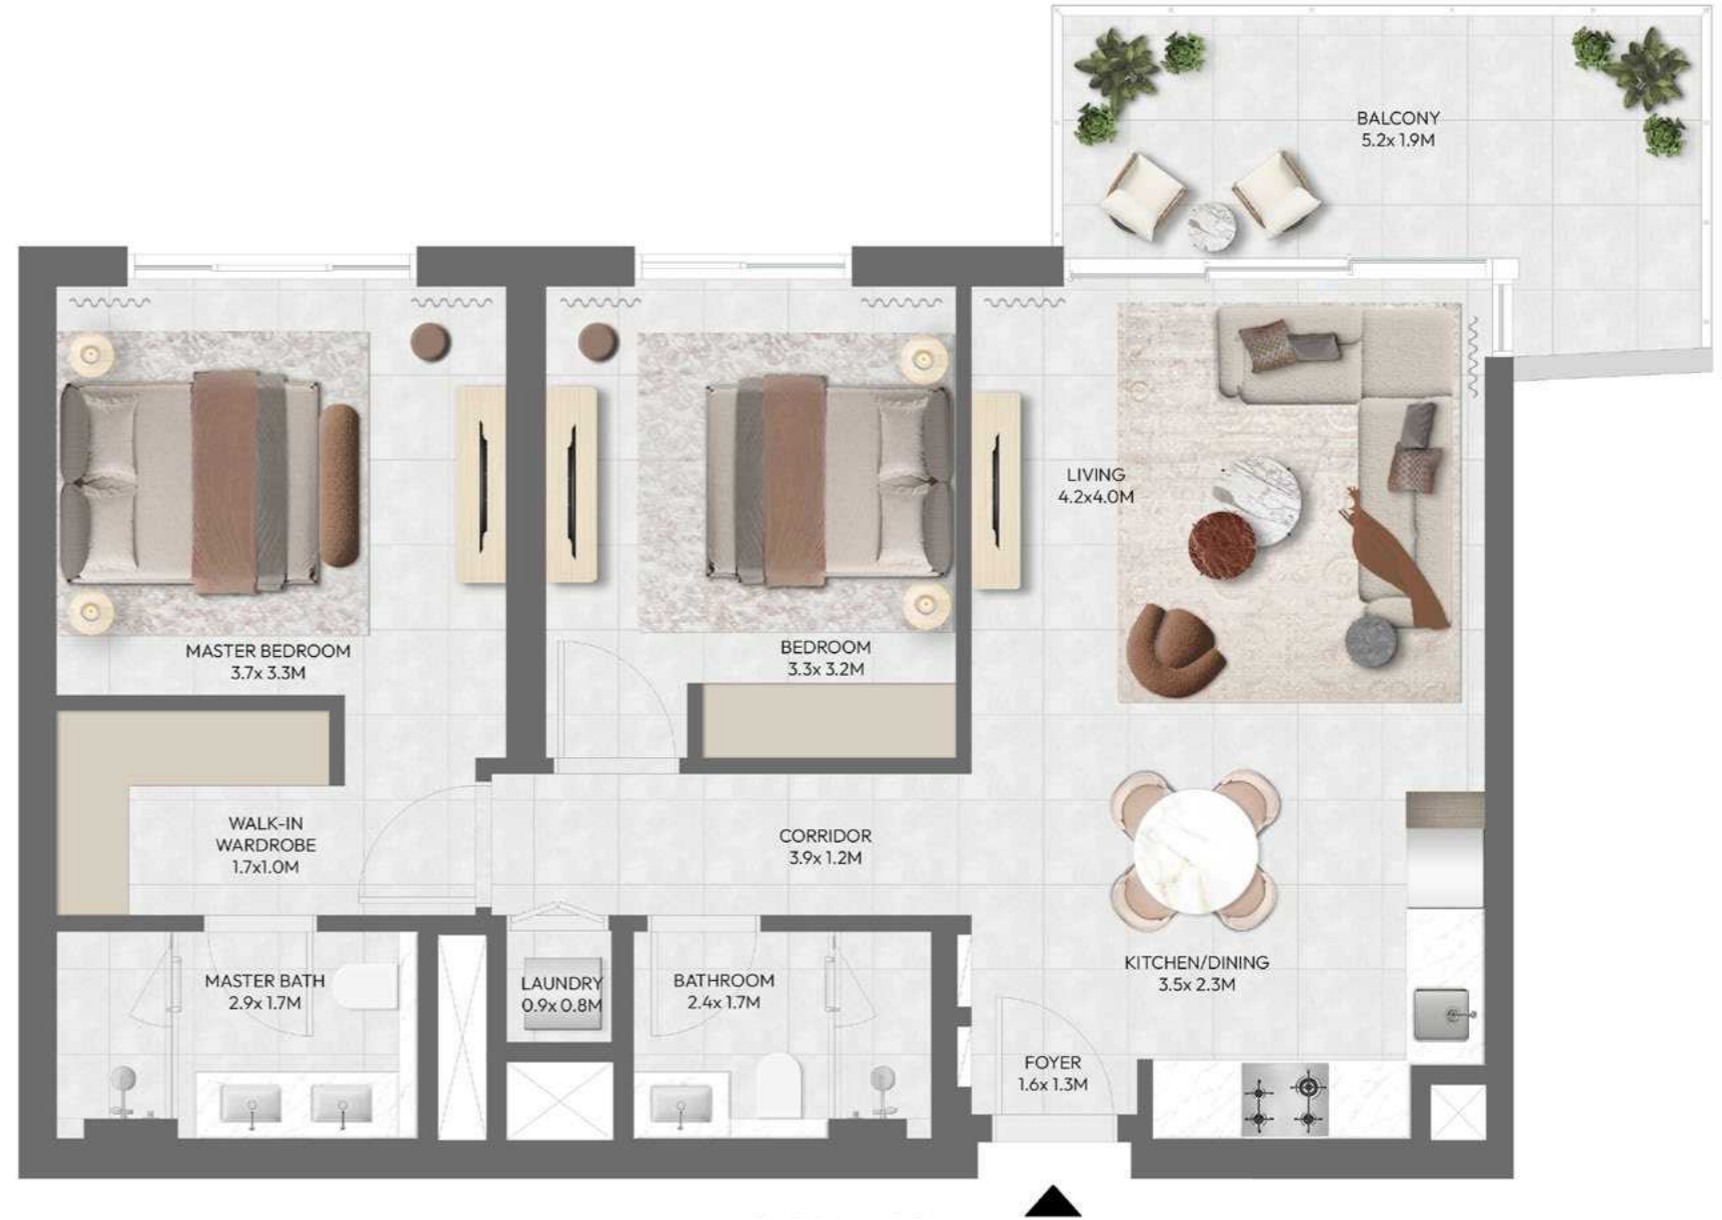 BALCONY
5.2x 1.9M
LIVING
4.2x4.0M
MASTER BEDROOM
3.7x 3.3M
BEDROOM
3.3x 3.2M
WALK-IN
WARDROBE
1.7x1.0M
CORRIDOR
3.9x 1.2M
KITCHEN/DINING
3.5x 2.3M
MASTER BATH
2.9x 1.7M
LAUNDRY
0.9x 0.8M
BATHROOM
2.4x 1.7M
FOYER
1.6x 1.3M